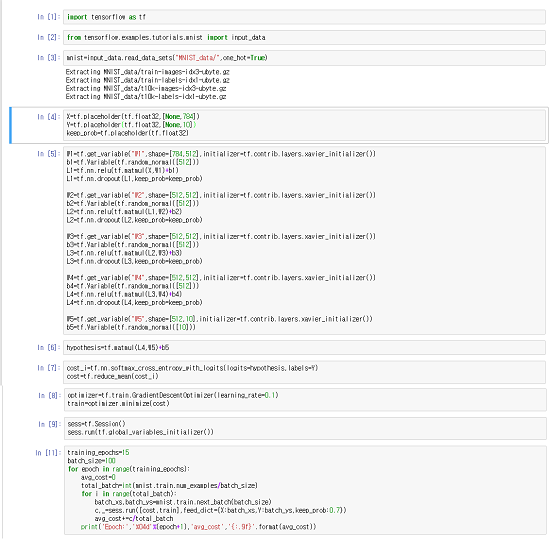 In [1]: import tensorflow as tf
In [2]: from tensorflow.examples.tutorials.mnist import input_data
In [3]: mnist=input_data.read_data_sets("MNIST_data/",one_hot=True)
Extracting MNIST_data/train-images-idx3-ubyte.gz
Extracting MNIST_data/train-labels-idx1-ubyte.gz
Extracting MNIST_data/t10k-images-idx3-ubyte.gz
Extracting MNIST_data/t10k-labels-idx1-ubyte.gz
In [4]: X=tf.placeholder(tf.float32,[None,784])
Y=tf.placeholder(tf.float32,[None,10])
keep_prob=tf.placeholder(tf.float32)
In [5]: W1=tf.get_variable("W1",shape=[784,512],initializer=tf.contrib.layers.xavier_initializer())
b1=tf.Variable(tf.random_normal([512]))
L1=tf.nn.relu(tf.matmul(X,W1)+b1)
L1=tf.nn.dropout(L1,keep_prob=keep_prob)
W2=tf.get_variable("W2",shape=[512,512],initializer=tf.contrib.layers.xavier_initializer())
b2=tf.Variable(tf.random_normal([512]))
L2=tf.nn.relu(tf.matmul(L1,W2)+b2)
L2=tf.nn.dropout(L2,keep_prob=keep_prob)
W3=tf.get_variable("W3",shape=[512,512],initializer=tf.contrib.layers.xavier_initializer())
b3=tf.Variable(tf.random_normal([512]))
L3=tf.nn.relu(tf.matmul(L2,W3)+b3)
L3=tf.nn.dropout(L3,keep_prob=keep_prob)
W4=tf.get_variable("W4",shape=[512,512],initializer=tf.contrib.layers.xavier_initializer())
b4=tf.Variable(tf.random_normal([512]))
L4=tf.nn.relu(tf.matmul(L3,W4)+b4)
L4=tf.nn.dropout(L4,keep_prob=keep_prob)
W5=tf.get_variable("W5",shape=[512,10],initializer=tf.contrib.layers.xavier_initializer())
b5=tf.Variable(tf.random_normal([10]))
In [6]: hypothesis=tf.matmul(L4,W5)+b5
In [7]: cost_i=tf.nn.softmax_cross_entropy_with_logits(logits=hypothesis,labels=Y)
cost=tf.reduce_mean(cost_i)
In [8]: optimizer=tf.train.GradientDescentOptimizer(learning_rate=0.1)
train=optimizer.minimize(cost)
In [9]: sess=tf.Session()
sess.run(tf.global_variables_initializer())
In [11]: training_epochs=15
batch_size=100
for epoch in range(training_epochs):
avg_cost=0
total_batch=int(mnist.train.num_examples/batch_size)
for i in range(total_batch):
batch_xs,batch_ys=mnist.train.next_batch(batch_size)
c,_=sess.run([cost,train],feed_dict={X:batch_xs,Y:batch_ys,keep_prob:0.7})
avg_cost+=c/total_batch
print('Epoch:','%04d'%(epoch+1),'avg_cost','{:.9f}'.format(avg_cost))